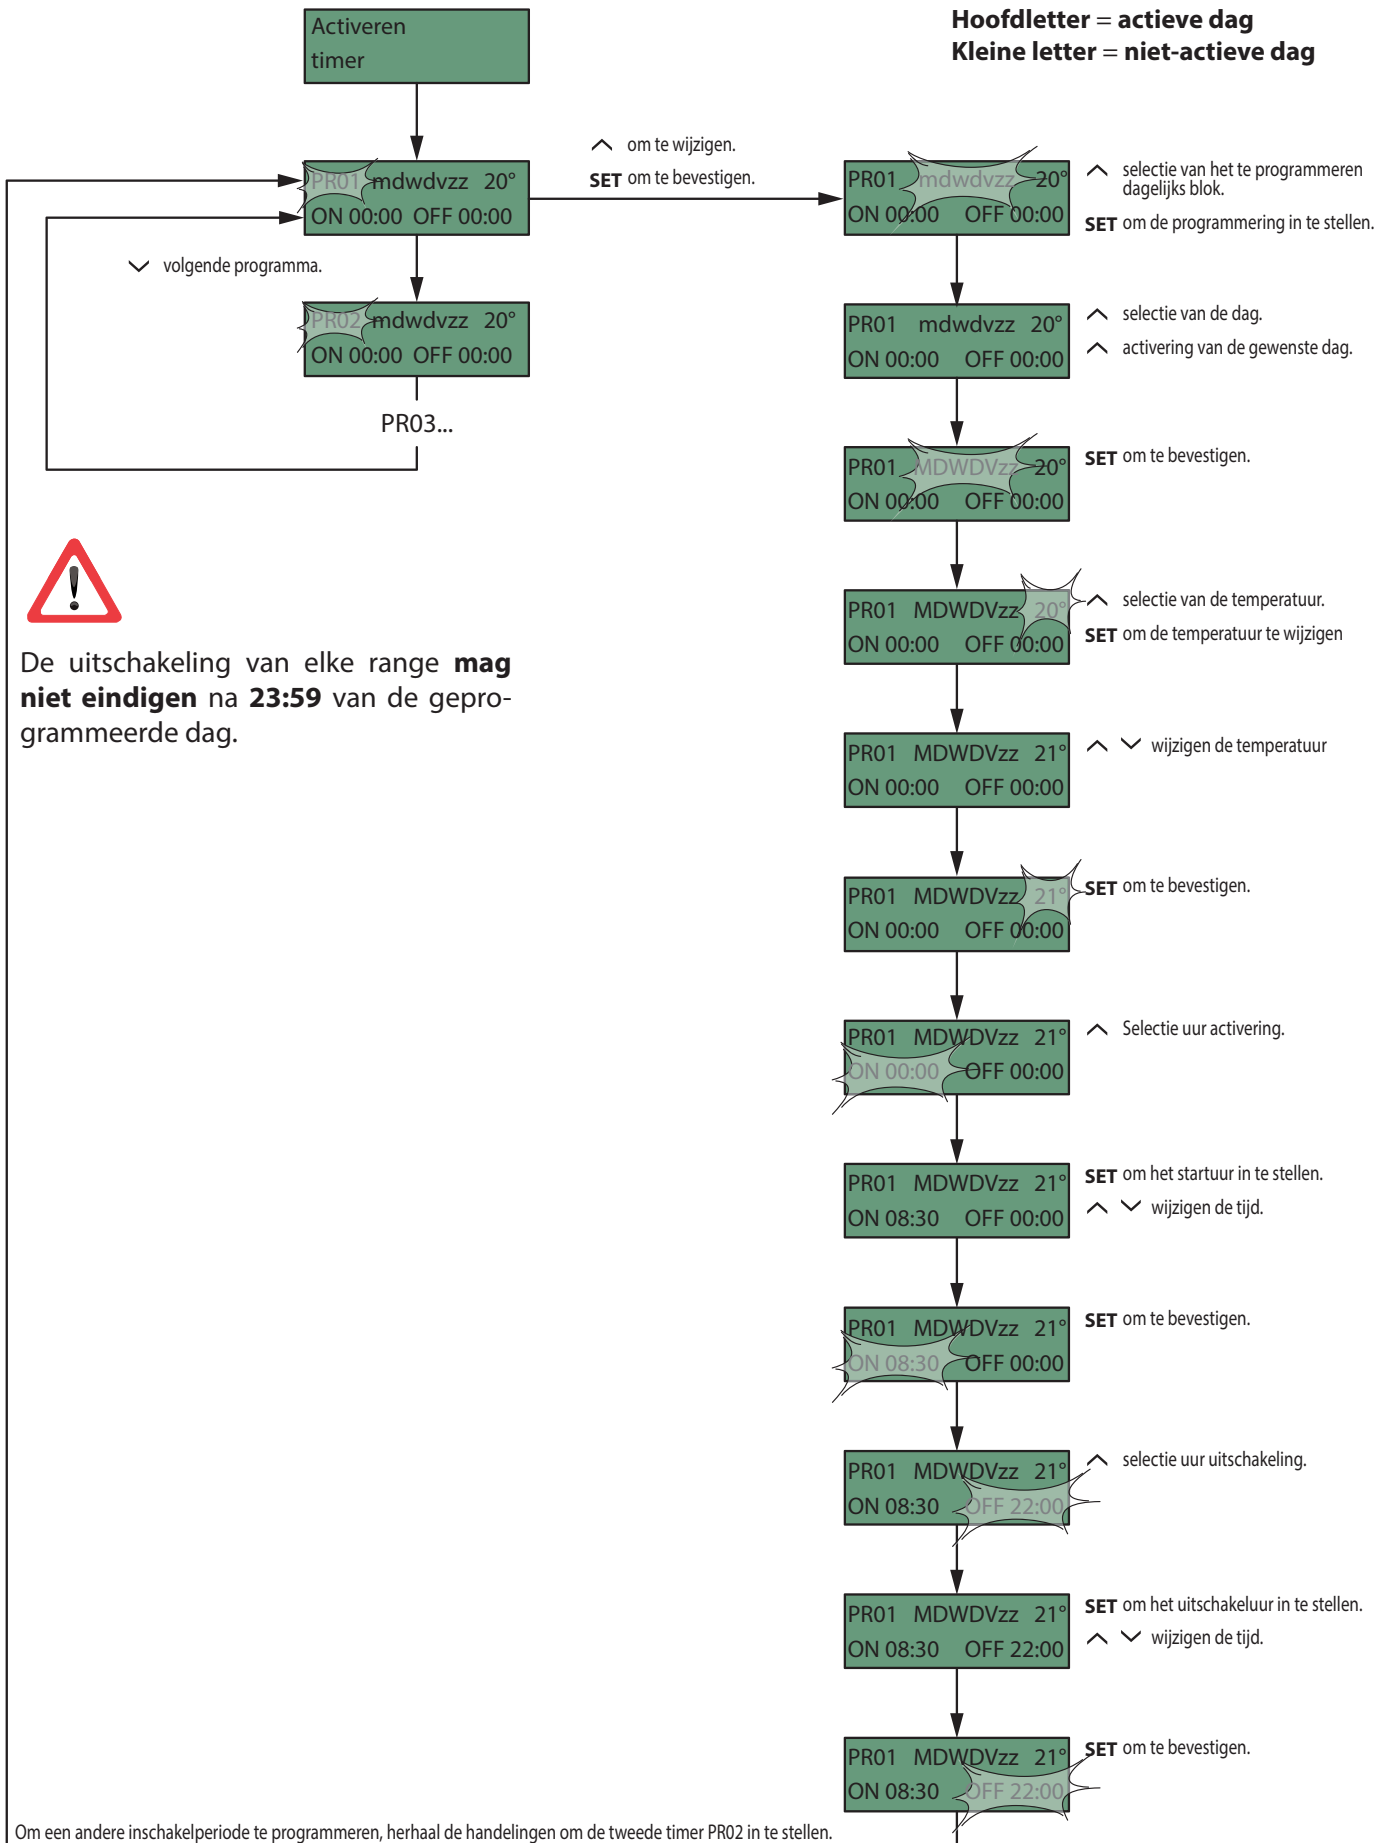 Activeren
timer
Hoofdletter = actieve dag
Kleine letter = niet-actieve dag
PR01 mdwdvzz 20°
ON 00:00 OFF 00:00
om te wijzigen.
SET om te bevestigen.
volgende programma.
PR02 mdwdvzz 20°
ON 00:00 OFF 00:00
PR03...
De uitschakeling van elke range mag
niet eindigen na 23:59 van de gepro-
grammeerde dag.
PR01 mdwdvzz 20°
ON 00:00 OFF 00:00
selectie van het te programmeren
dagelijks blok.
SET om de programmering in te stellen.
PR01 mdwdvzz 20°
ON 00:00 OFF 00:00
selectie van de dag.
activering van de gewenste dag.
PR01 MDWDVzz 20°
ON 00:00 OFF 00:00
SET om te bevestigen.
PR01 MDWDVzz 20°
ON 00:00 OFF 00:00
selectie van de temperatuur.
SET om de temperatuur te wijzigen
PR01 MDWDVzz 21°
ON 00:00 OFF 00:00
wijzigen de temperatuur
PR01 MDWDVzz 21°
ON 00:00 OFF 00:00
SET om te bevestigen.
PR01 MDWDVzz 21°
ON 00:00 OFF 00:00
Selectie uur activering.
PR01 MDWDVzz 21°
ON 08:30 OFF 00:00
SET om het startuur in te stellen.
wijzigen de tijd.
PR01 MDWDVzz 21°
ON 08:30 OFF 00:00
SET om te bevestigen.
PR01 MDWDVzz 21°
ON 08:30 OFF 22:00
selectie uur uitschakeling.
PR01 MDWDVzz 21°
ON 08:30 OFF 22:00
SET om het uitschakeluur in te stellen.
wijzigen de tijd.
PR01 MDWDVzz 21°
ON 08:30 OFF 22:00
SET om te bevestigen.
Om een andere inschakelperiode te programmeren, herhaal de handelingen om de tweede timer PR02 in te stellen.